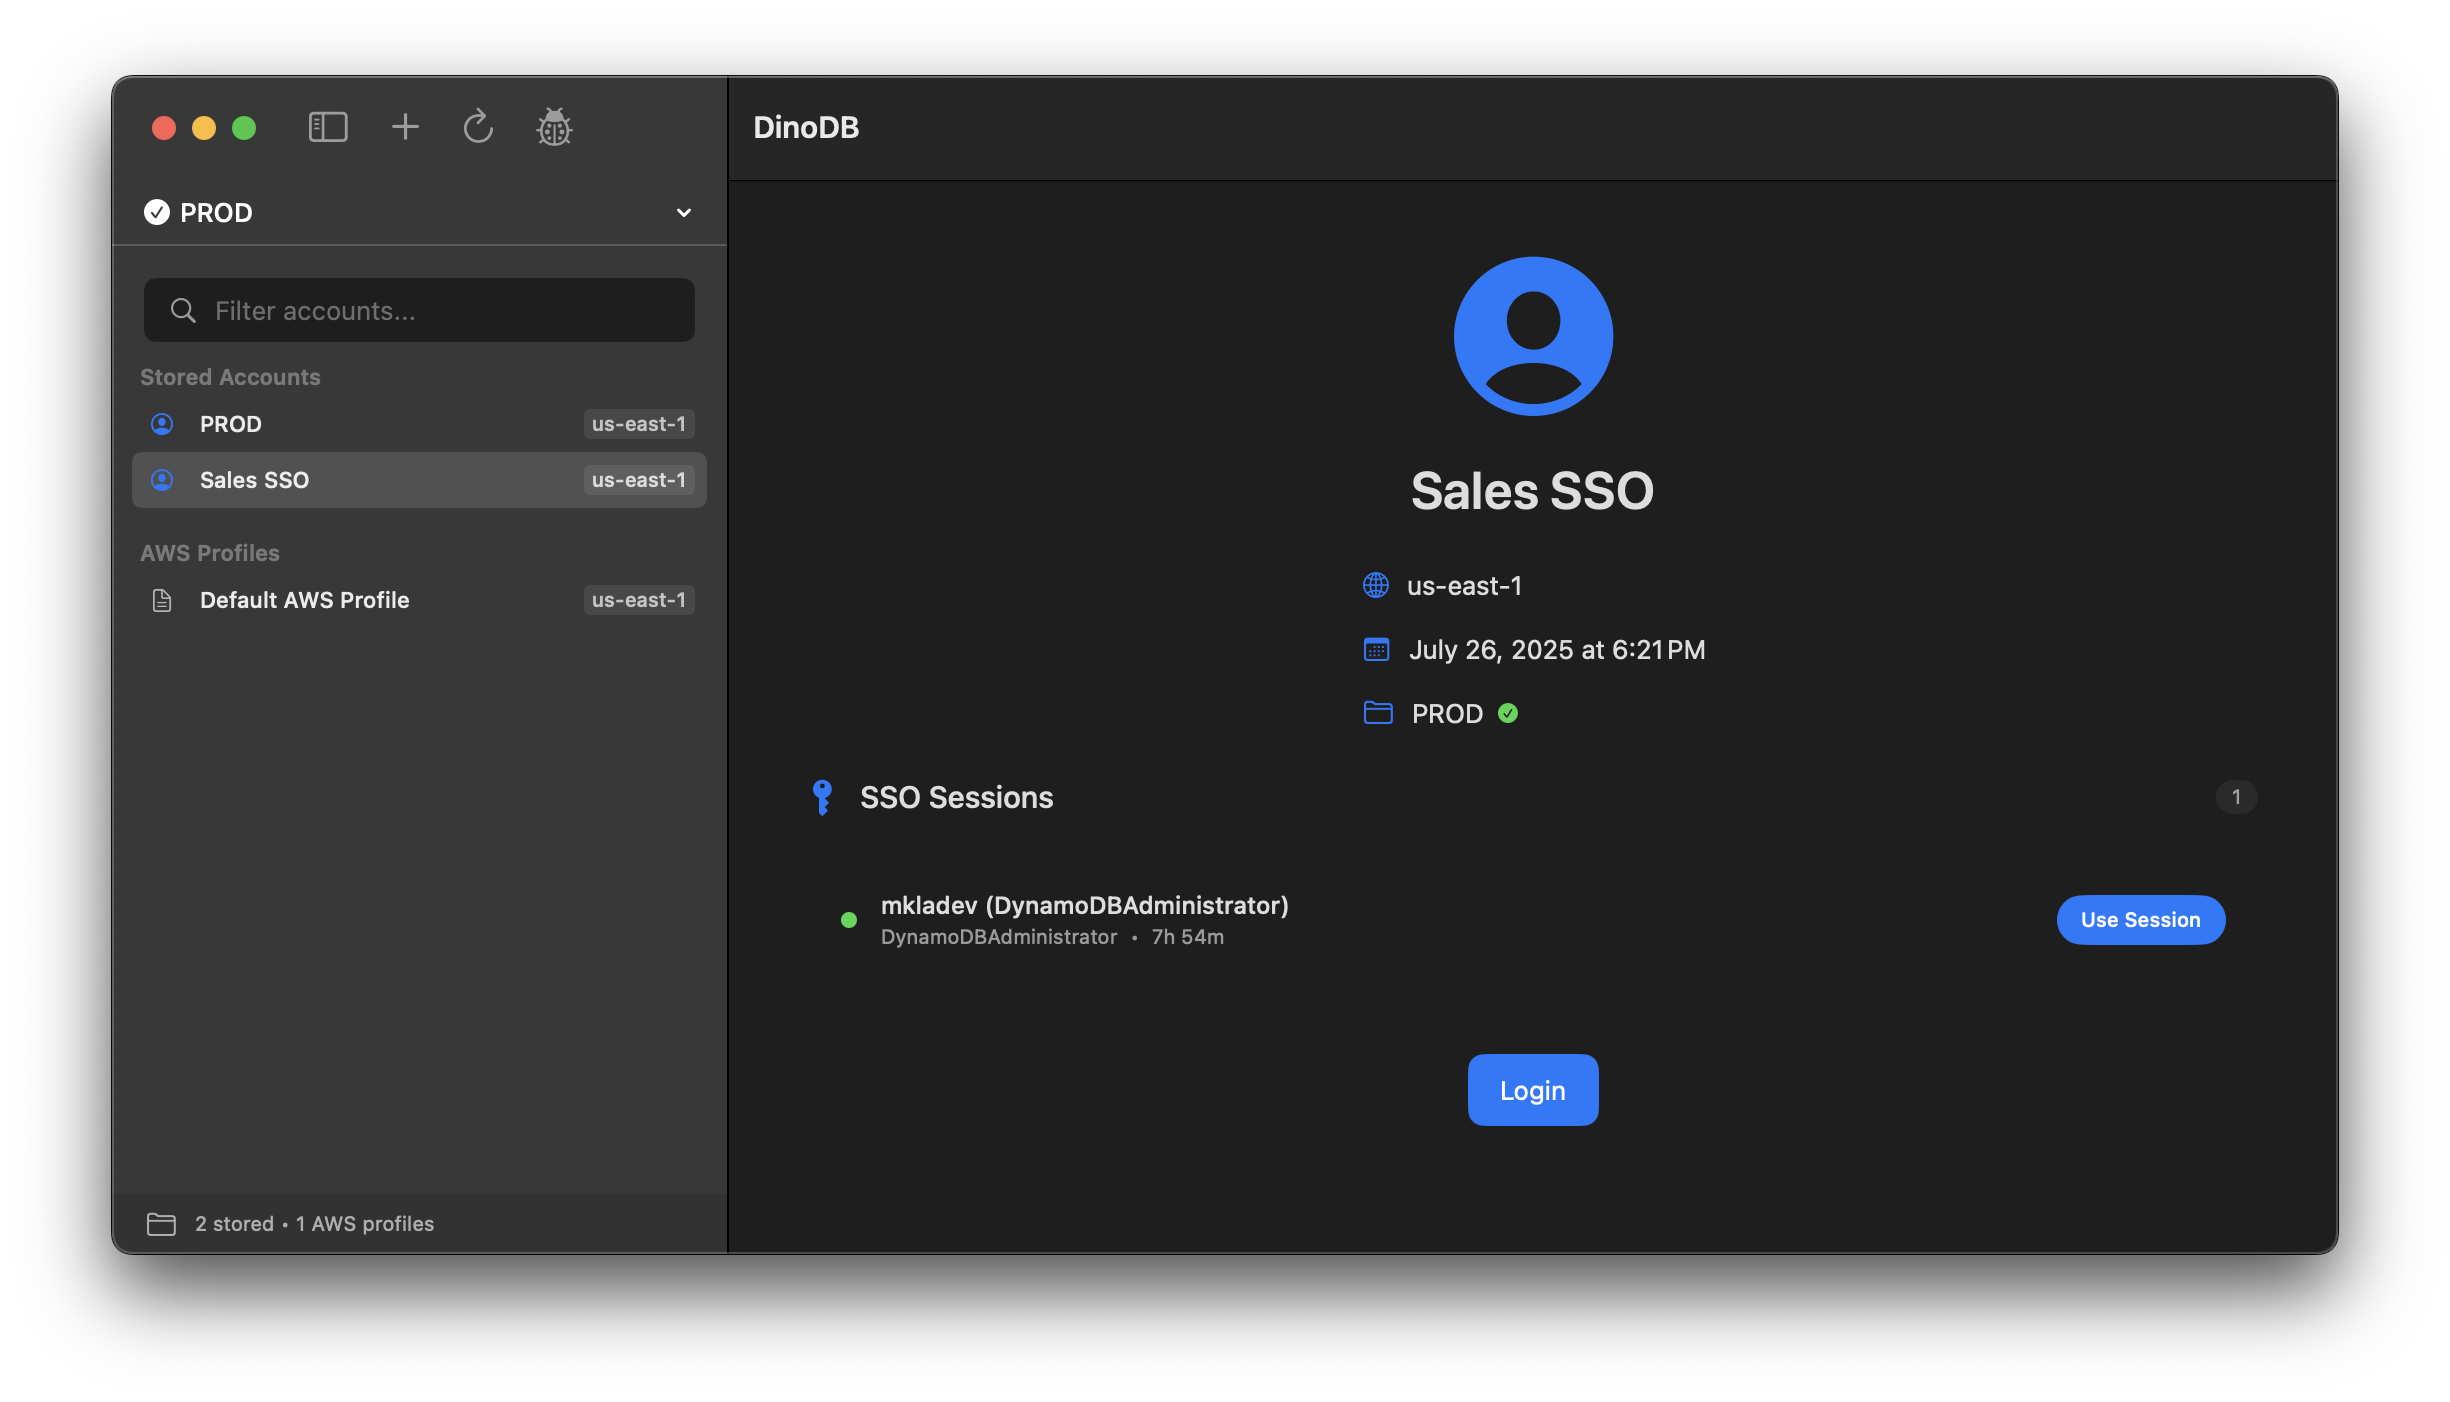 DinoDB
PROD
Filter accounts...
Stored Accounts
PROD us-east-1
Sales SSO us-east-1
AWS Profiles
Default AWS Profile us-east-1
2 stored • 1 AWS profiles
Sales SSO
us-east-1
July 26, 2025 at 6:21 PM
PROD
SSO Sessions 1
mkladev (DynamoDBAdministrator)
DynamoDBAdministrator • 7h 54m
Use Session
Login